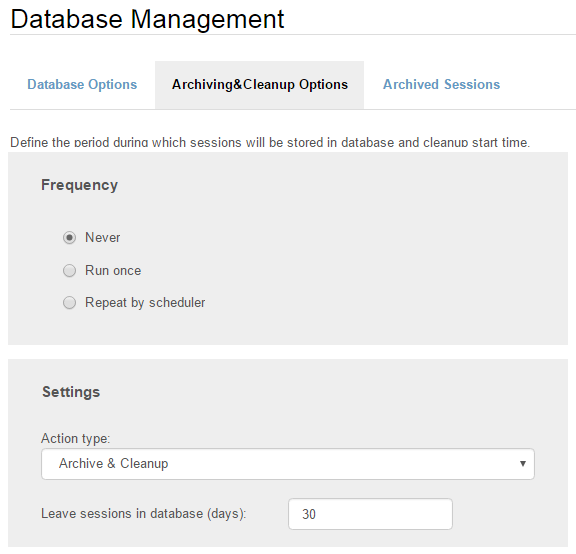 Database Management
Database Options Archiving&Cleanup Options Archived Sessions
Define the period during which sessions will be stored in database and cleanup start time.
Frequency
Never
Run once
Repeat by scheduler
Settings
Action type:
Archive & Cleanup
Leave sessions in database (days): 30